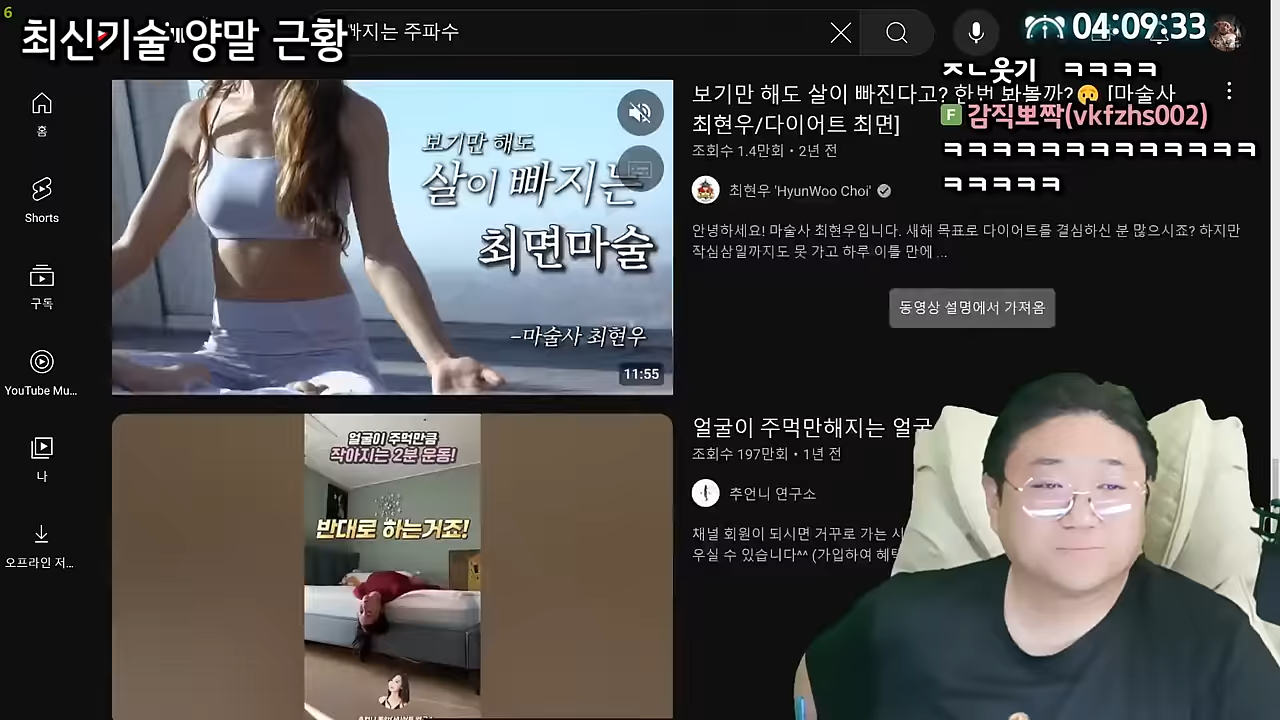 6
최신기술 양말 근황
빠지는 주파수
04:09:33
홈
Shorts
구독
YouTube Mu...
나
오프라인 저...
보기만 해도
살이 빠지는
최면마술
-마술사 최현우
11:55
보기만 해도 살이 빠진다고? 한번 봐볼까? [마술사
최현우/다이어트 최면]
조회수 1.4만회 • 2년 전
최현우 'HyunWoo Choi'
안녕하세요! 마술사 최현우입니다. 새해 목표로 다이어트를 결심하신 분 많으시죠? 하지만
작심삼일까지도 못 가고 하루 이틀 만에 ...
동영상 설명에서 가져옴
ㅈㄴ웃기 ㅋㅋㅋㅋ
F 감직뽀짝(vkfzhs002)
ㅋㅋㅋㅋㅋㅋㅋㅋㅋㅋㅋㅋㅋ
ㅋㅋㅋㅋㅋ
얼굴이 주먹만큼
작아지는 2분 운동!
반대로 하는거죠!
얼굴이 주먹만해지는 얼굴
조회수 197만회 • 1년 전
추언니 연구소
채널 회원이 되시면 거꾸로 가는 시
우실 수 있습니다^^ (가입하여 혜택